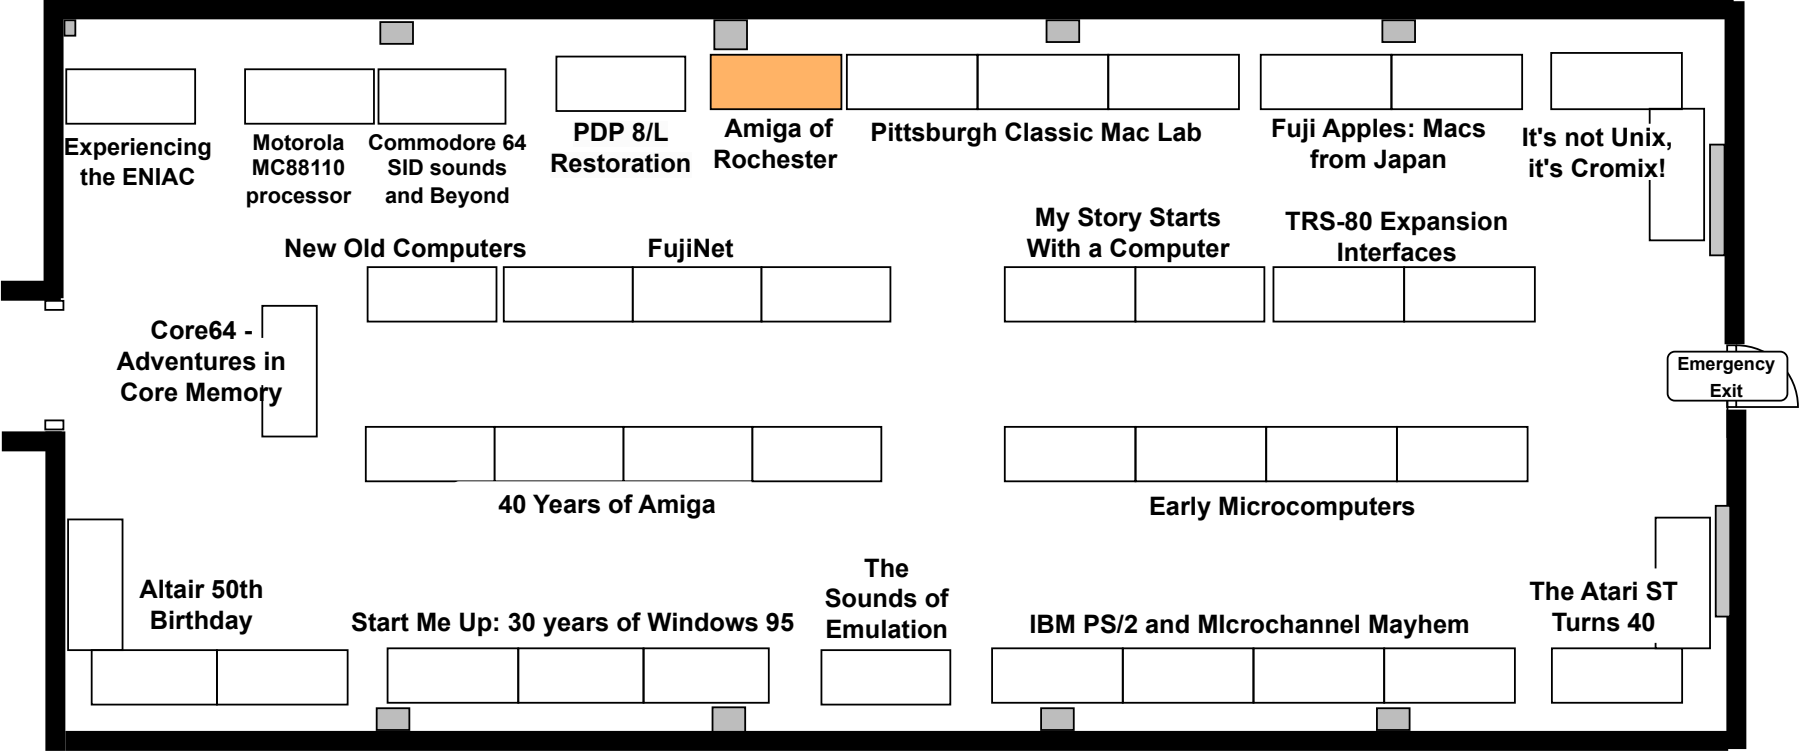 Experiencing
the ENIAC
Motorola
MC88110
processor
Commodore 64
SID sounds
and Beyond
PDP 8/L
Restoration
Amiga of
Rochester
Pittsburgh Classic Mac Lab
Fuji Apples: Macs
from Japan
It's not Unix,
it's Cromix!
New Old Computers
FujiNet
My Story Starts
With a Computer
TRS-80 Expansion
Interfaces
Core64 -
Adventures in
Core Memory
Emergency
Exit
40 Years of Amiga
Early Microcomputers
Altair 50th
Birthday
Start Me Up: 30 years of Windows 95
The
Sounds of
Emulation
IBM PS/2 and MIcrochannel Mayhem
The Atari ST
Turns 40